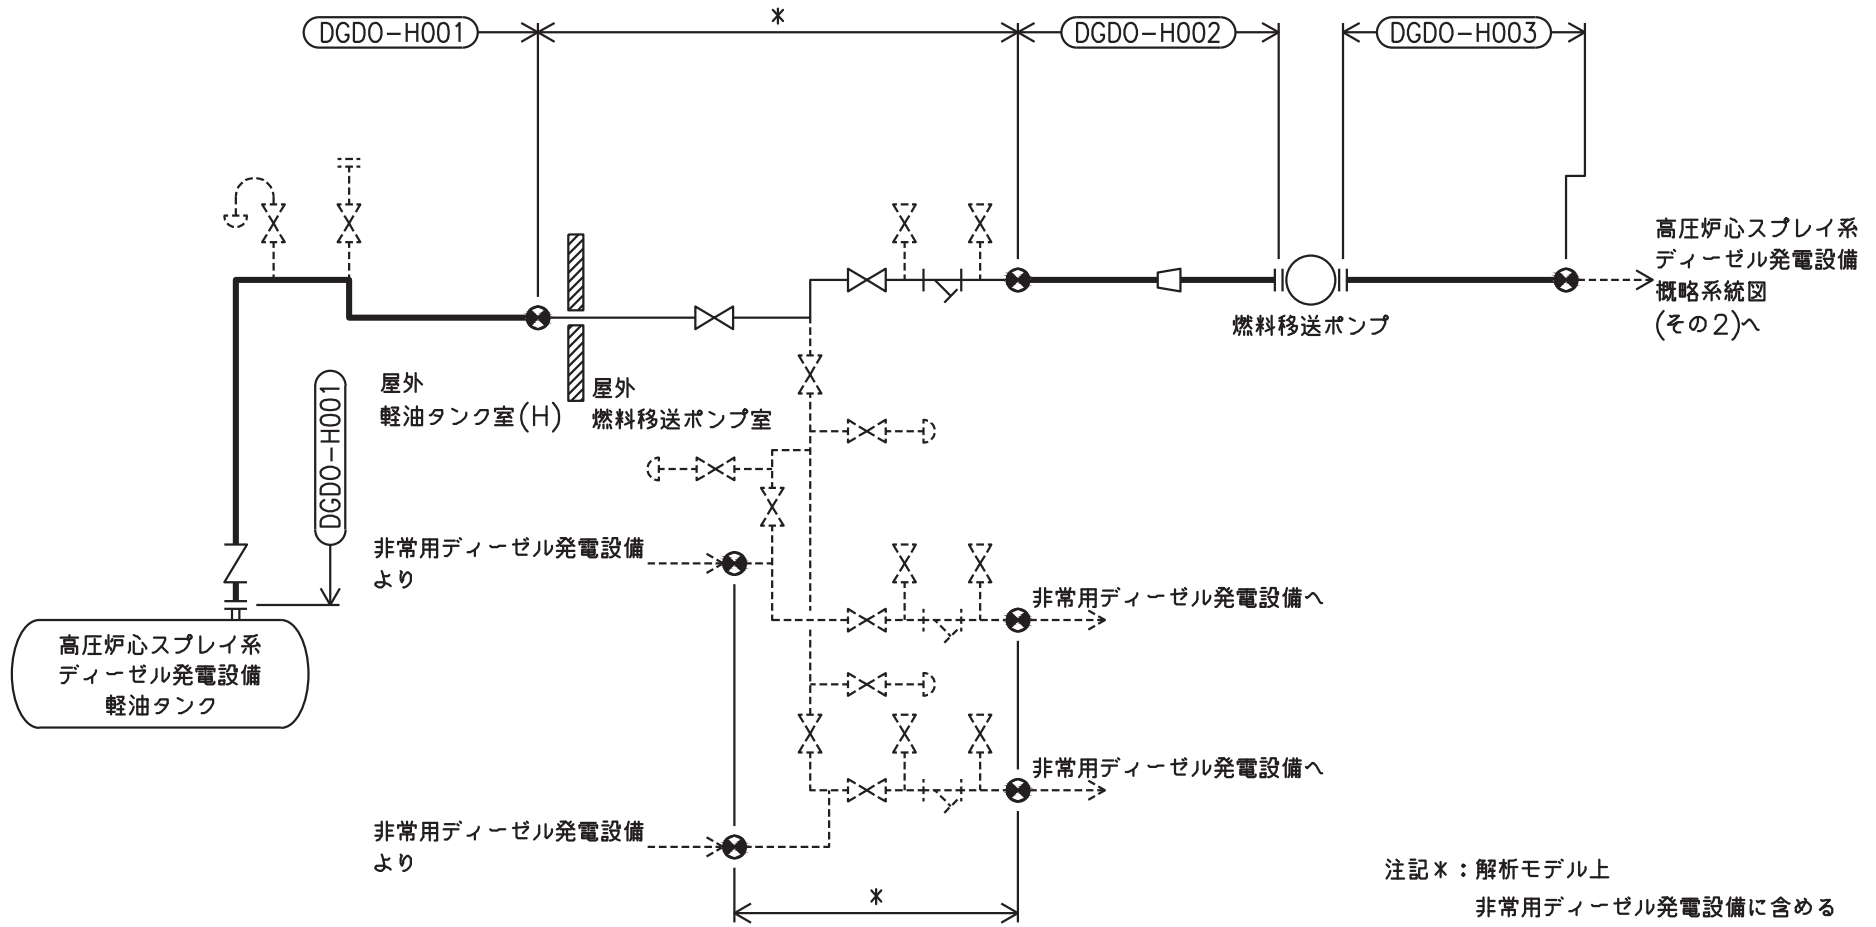 DGDO-H001
*
DGDO-H002
DGDO-H003
高圧炉心スプレイ系
ディーゼル発電設備
概略系統図
(その2)へ
燃料移送ポンプ
屋外
軽油タンク室(H)
屋外
燃料移送ポンプ室
DGDO-H001
非常用ディーゼル発電設備
より
非常用ディーゼル発電設備へ
高圧炉心スプレイ系
ディーゼル発電設備
軽油タンク
非常用ディーゼル発電設備へ
非常用ディーゼル発電設備
より
*
注記*:解析モデル上
非常用ディーゼル発電設備に含める